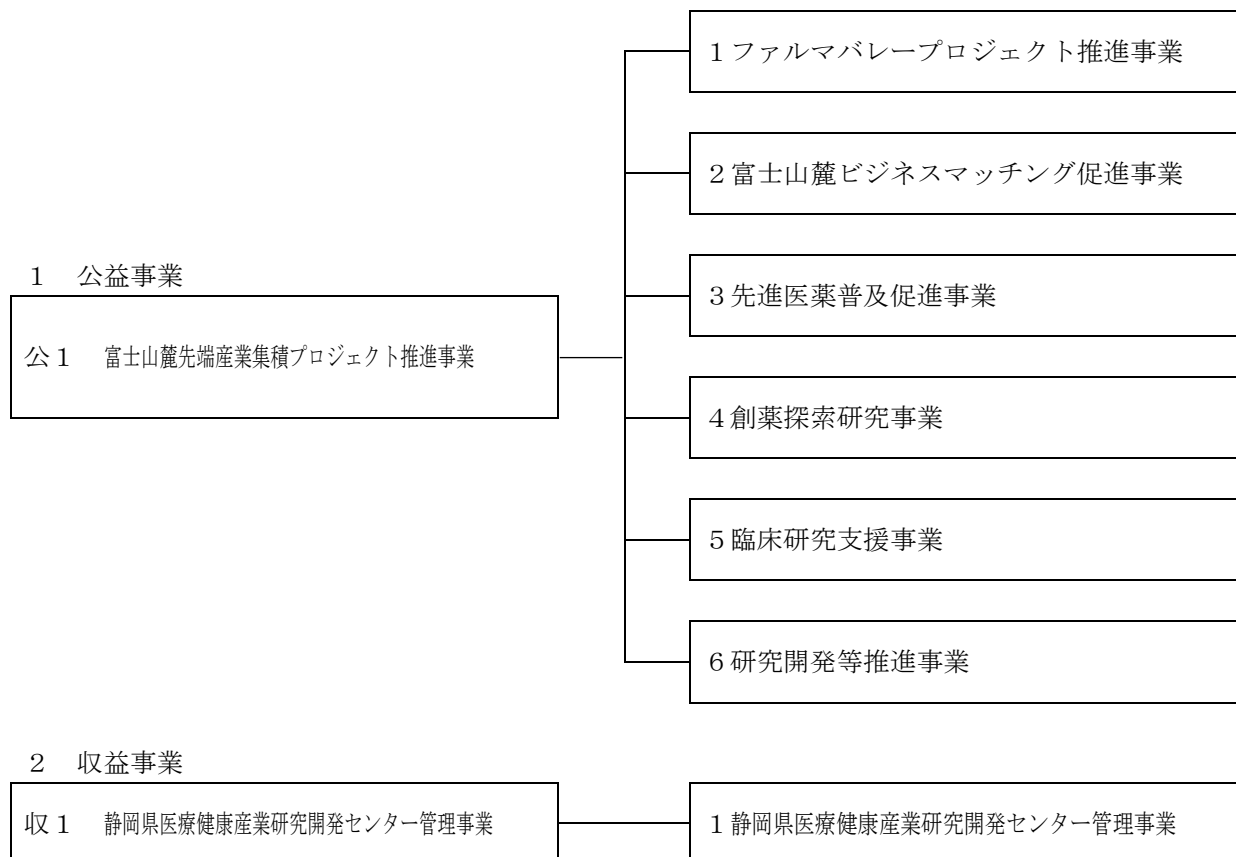 1 公益事業
公1 富士山麓先端産業集積プロジェクト推進事業
1ファルマバレープロジェクト推進事業
2富士山麓ビジネスマッチング促進事業
3先進医薬普及促進事業
4創薬探索研究事業
5臨床研究支援事業
6研究開発等推進事業
2 収益事業
収1 静岡県医療健康産業研究開発センター管理事業
1静岡県医療健康産業研究開発センター管理事業